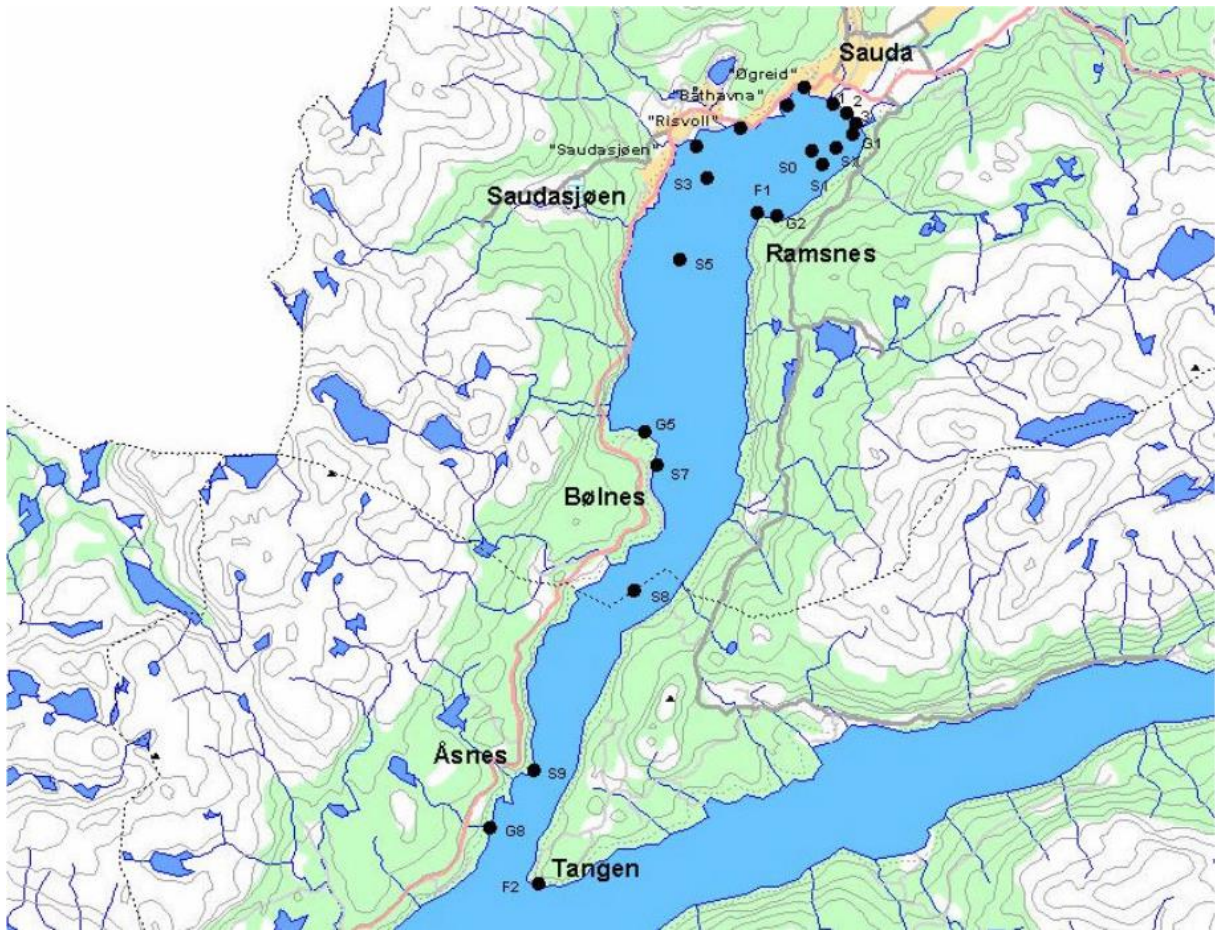 Sauda
"Øgreid"
"Båthavna"
1
2
"Risvoll"
3
G1
"Saudasjøen"
S0
S1
S3
F1
Saudasjøen
G2
Ramsnes
S5
G5
S7
Bølnes
S8
Åsnes
S9
G8
Tangen
F2